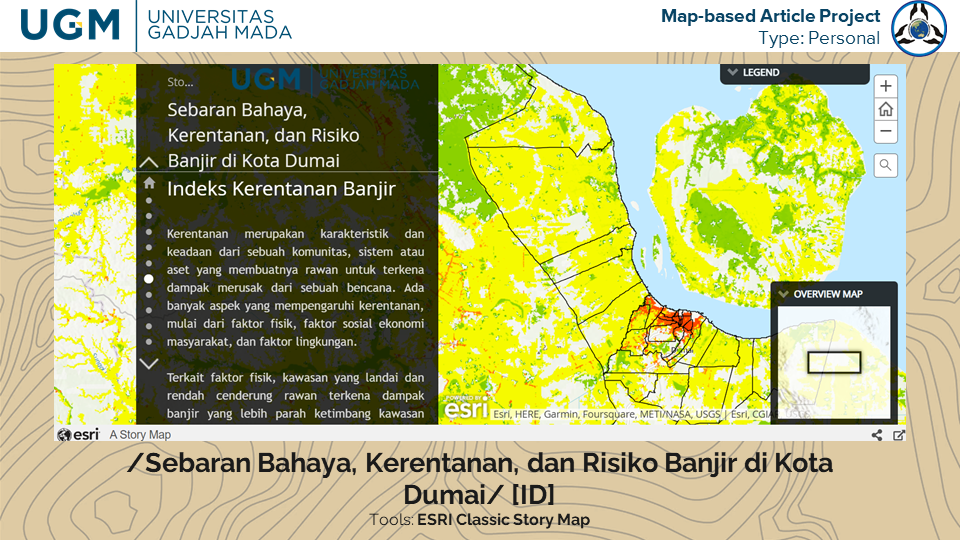 UGM
UNIVERSITAS
GADJAH MADA
Map-based Article Project
Type: Personal
UGM UNIVERSITAS
GADJAH MADA
Sto...
Sebaran Bahaya,
Kerentanan, dan Risiko
Banjir di Kota Dumai
Indeks Kerentanan Banjir
Kerentanan merupakan karakteristik dan
keadaan dari sebuah komunitas, sistem atau
aset yang membuatnya rawan untuk terkena
dampak merusak dari sebuah bencana. Ada
banyak aspek yang mempengaruhi kerentanan,
mulai dari faktor fisik, faktor sosial ekonomi
masyarakat, dan faktor lingkungan.
Terkait faktor fisik, kawasan yang landai dan
rendah cenderung rawan terkena dampak
banjir yang lebih parah ketimbang kawasan
LEGEND
OVERVIEW MAP
POWERED BY
esri
Esri, HERE, Garmin, Foursquare, METI/NASA, USGS | Esri, CGIA
esri
A Story Map
/Sebaran Bahaya, Kerentanan, dan Risiko Banjir di Kota
Dumai/ [ID]
Tools: ESRI Classic Story Map